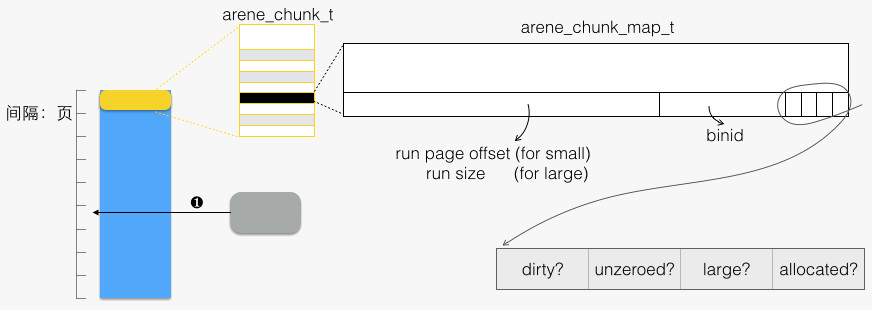 arene_chunk_t
arene_chunk_map_t
间隔：页
run page offset (for small)
run size (for large)
binid
❶
dirty?
unzeroed?
large?
allocated?